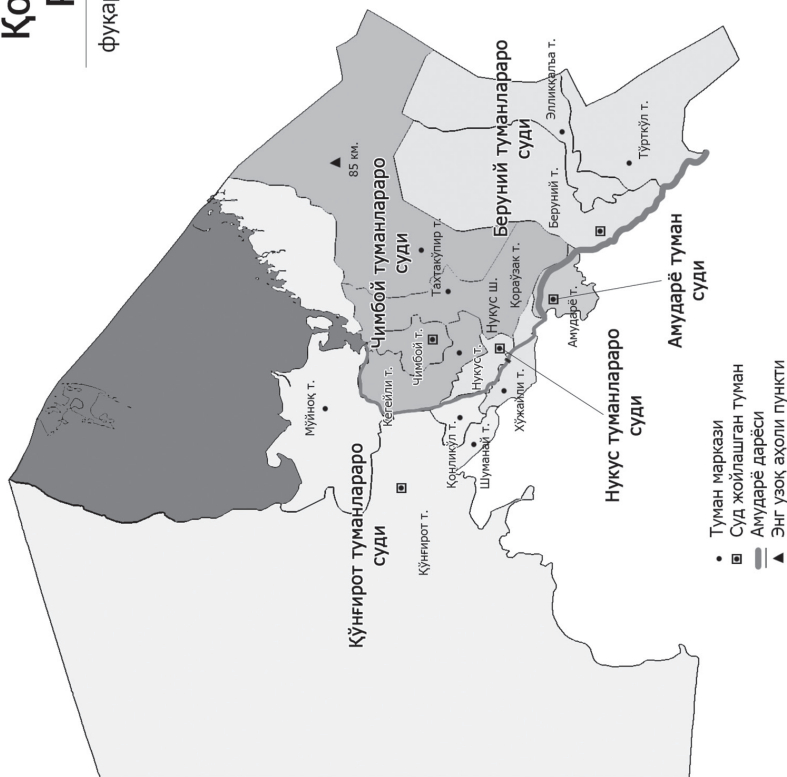 Қо
фуқар
85 км.
Чимбой туманлараро
суди
Беруний туманлараро
суди
Элликқалъа т.
Тўрткўл т.
Беруний т.
Тахтакўпир т.
Қораўзак т.
Нукус ш.
Чимбой т.
Нукус т.
Кегейли т.
Мўйноқ т.
Қонликўл т.
Шуманай т.
Хўжайли т.
Амударё т.
Амударё туман
суди
Нукус туманлараро
суди
Қўнғирот туманлараро
суди
Қўнғирот т.
Туман маркази
Суд жойлашган туман
Амударё дарёси
Энг узоқ аҳоли пункти